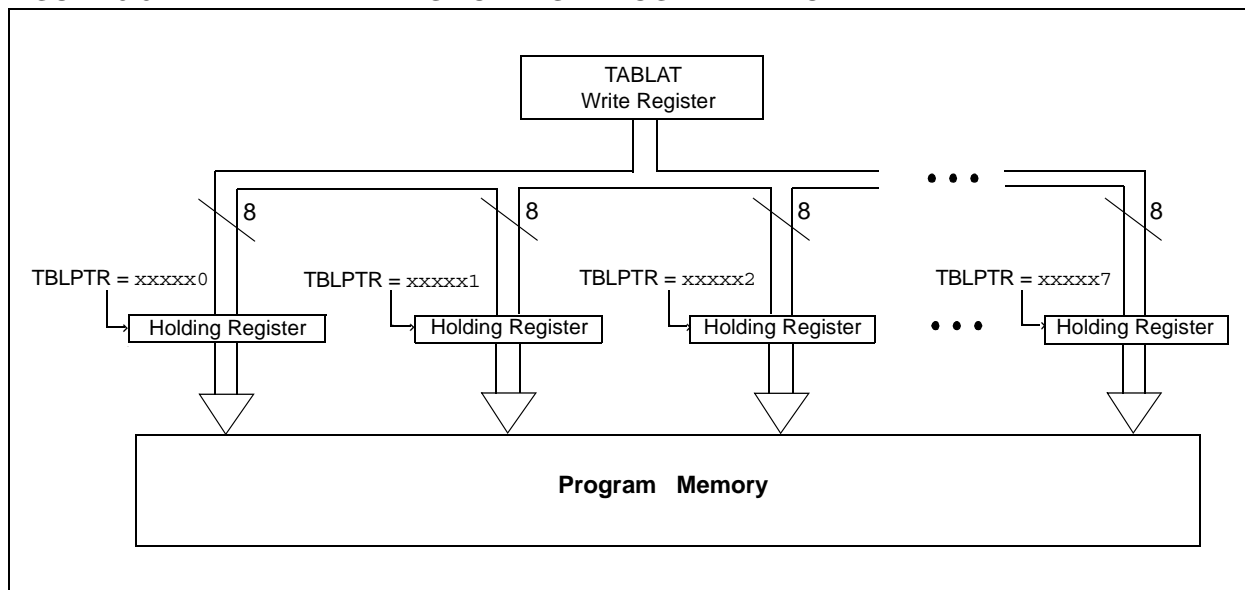 TABLAT
Write Register
8
8
8
8
TBLPTR = xxxxx0
TBLPTR = xxxxx1
TBLPTR = xxxxx2
TBLPTR = xxxxx7
Holding Register
Holding Register
Holding Register
Holding Register
Program Memory